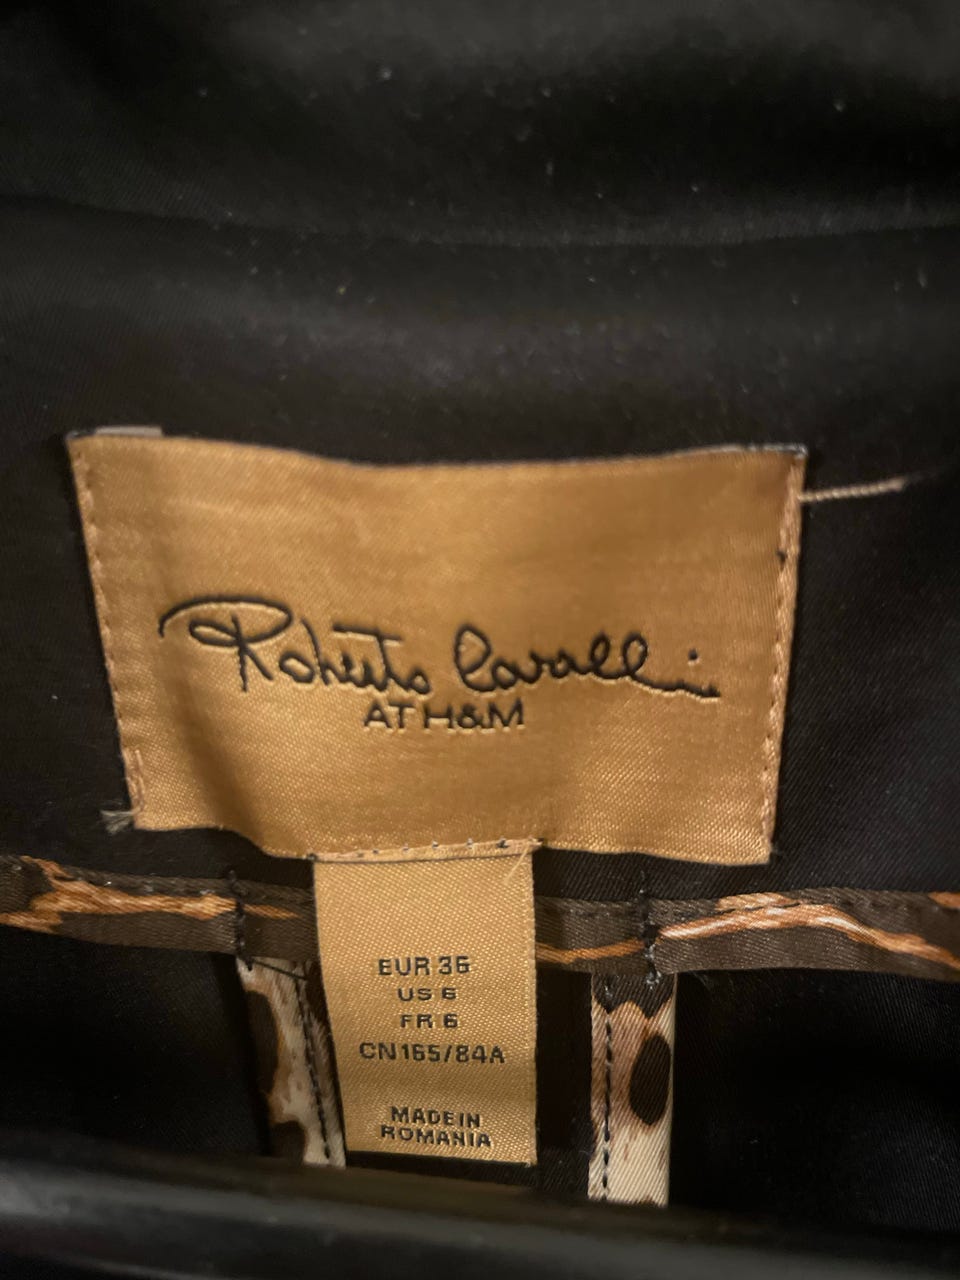 Roberto Cavalli
AT H&M
EUR 36
US 6
FR 6
CN165/84A
MADE IN
ROMANIA